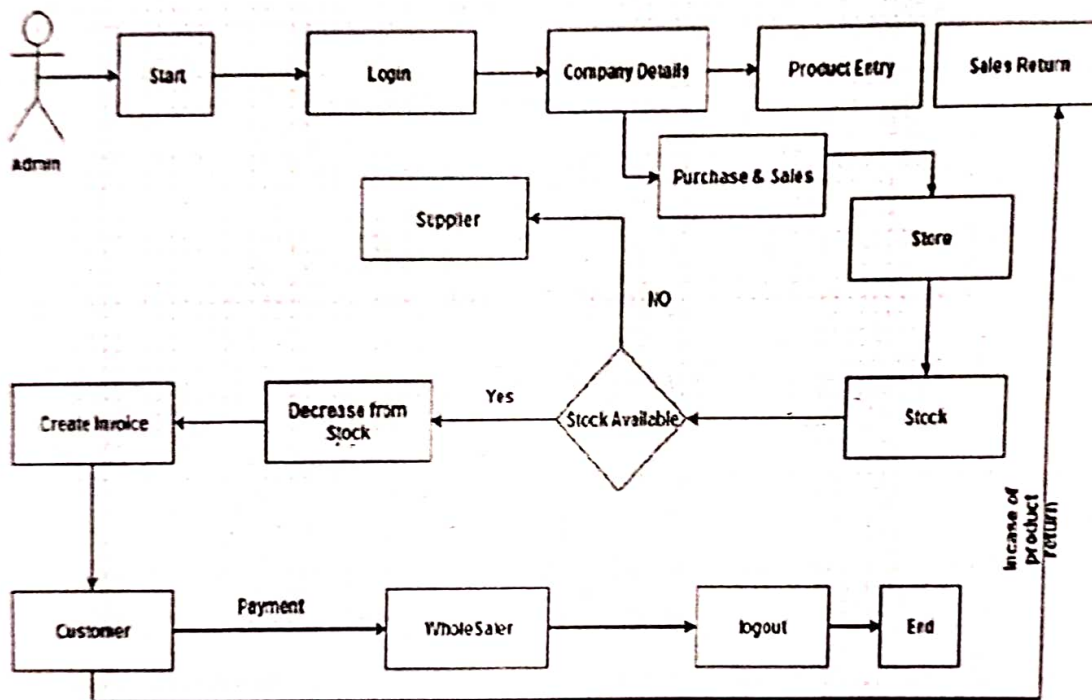 Start
Login
Company Details
Product Entry
Sales Return
Admin
Purchase & Sales
Supplier
Store
NO
Yes
Create Invoice
Decrease from
Stock
Stock Available
Stock
Incase of
product
return
Payment
Customer
WholeSaler
logout
End